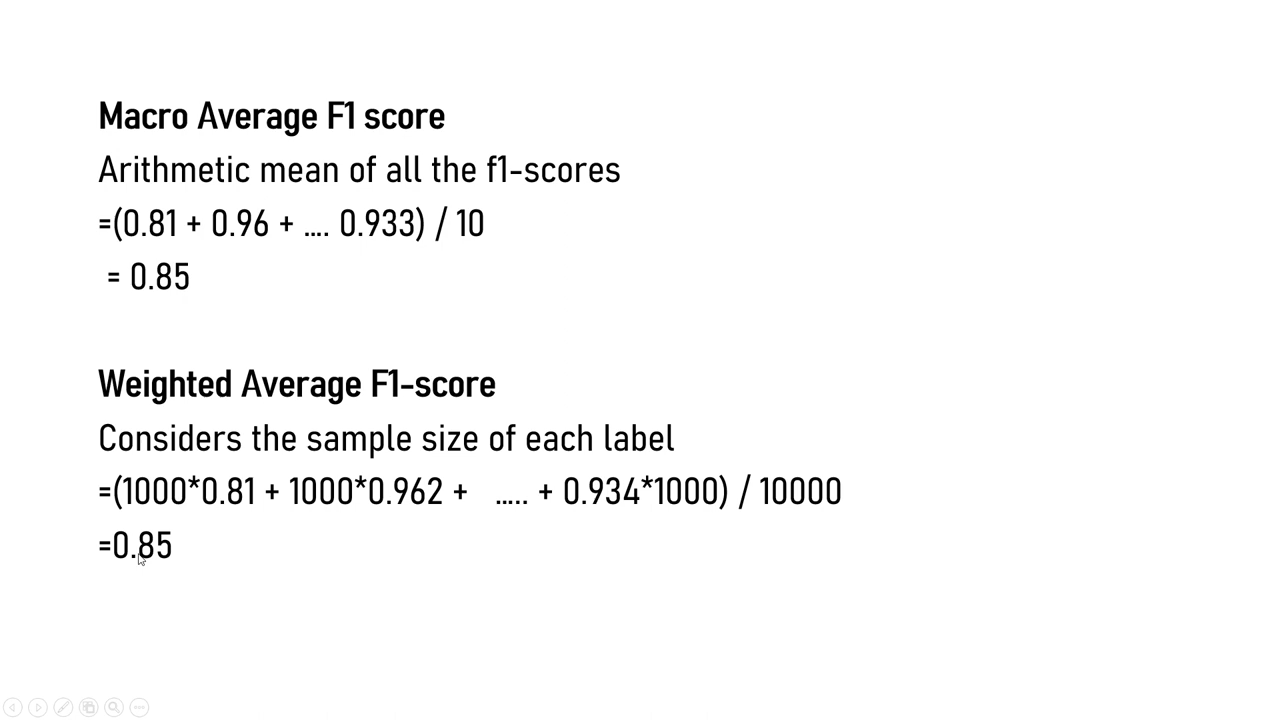 Macro Average F1 score
Arithmetic mean of all the f1-scores
=(0.81 + 0.96 + .... 0.933) / 10
= 0.85
Weighted Average F1-score
Considers the sample size of each label
=(1000*0.81 + 1000*0.962 + ..... + 0.934*1000) / 10000
=0.85